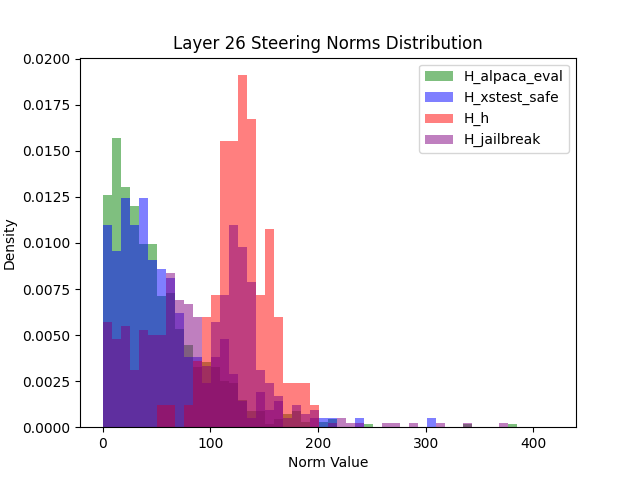 Layer 26 Steering Norms Distribution
H_alpaca_eval
H_xstest_safe
H_h
H_jailbreak
Density
0.0200
0.0175
0.0150
0.0125
0.0100
0.0075
0.0050
0.0025
0.0000
0
100
200
300
400
Norm Value